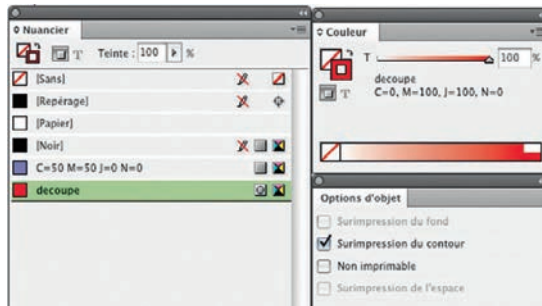 Nuancier
T Teinte : 100 %
[Sans]
[Repérage]
[Papier]
[Noir]
C=50 M=50 J=0 N=0
decoupe
Couleur
T 100 %
decoupe
T C=0, M=100, J=100, N=0
Options d'objet
Surimpression du fond
Surimpression du contour
Non imprimable
Surimpression de l'espace